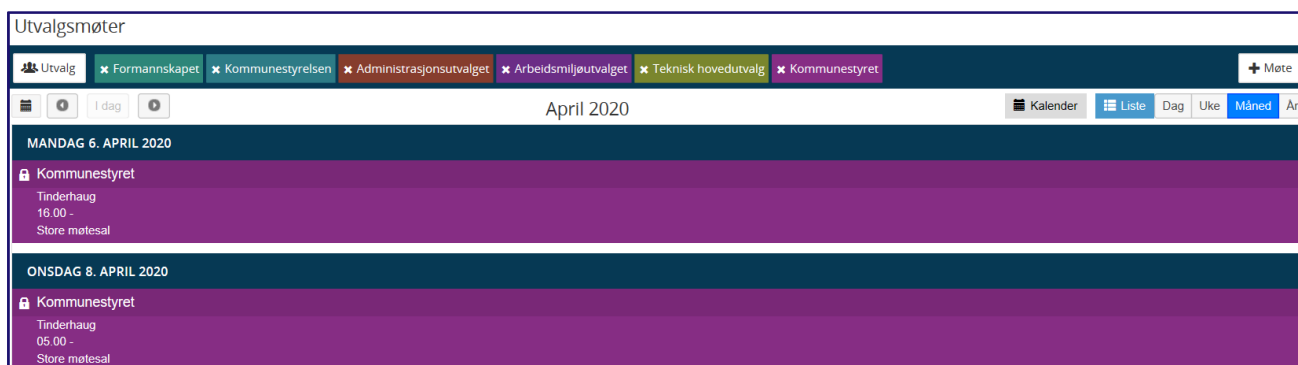 Utvalgsmøter
Utvalg Formannskapet Kommunestyrelsen Administrasjonsutvalget Arbeidsmiljøutvalget Teknisk hovedutvalg Kommunestyret Møte
I dag April 2020 Kalender Liste Dag Uke Måned
MANDAG 6. APRIL 2020
Kommunestyret
Tinderhaug
16.00 -
Store møtesal
ONSDAG 8. APRIL 2020
Kommunestyret
Tinderhaug
05.00 -
Store møtesal